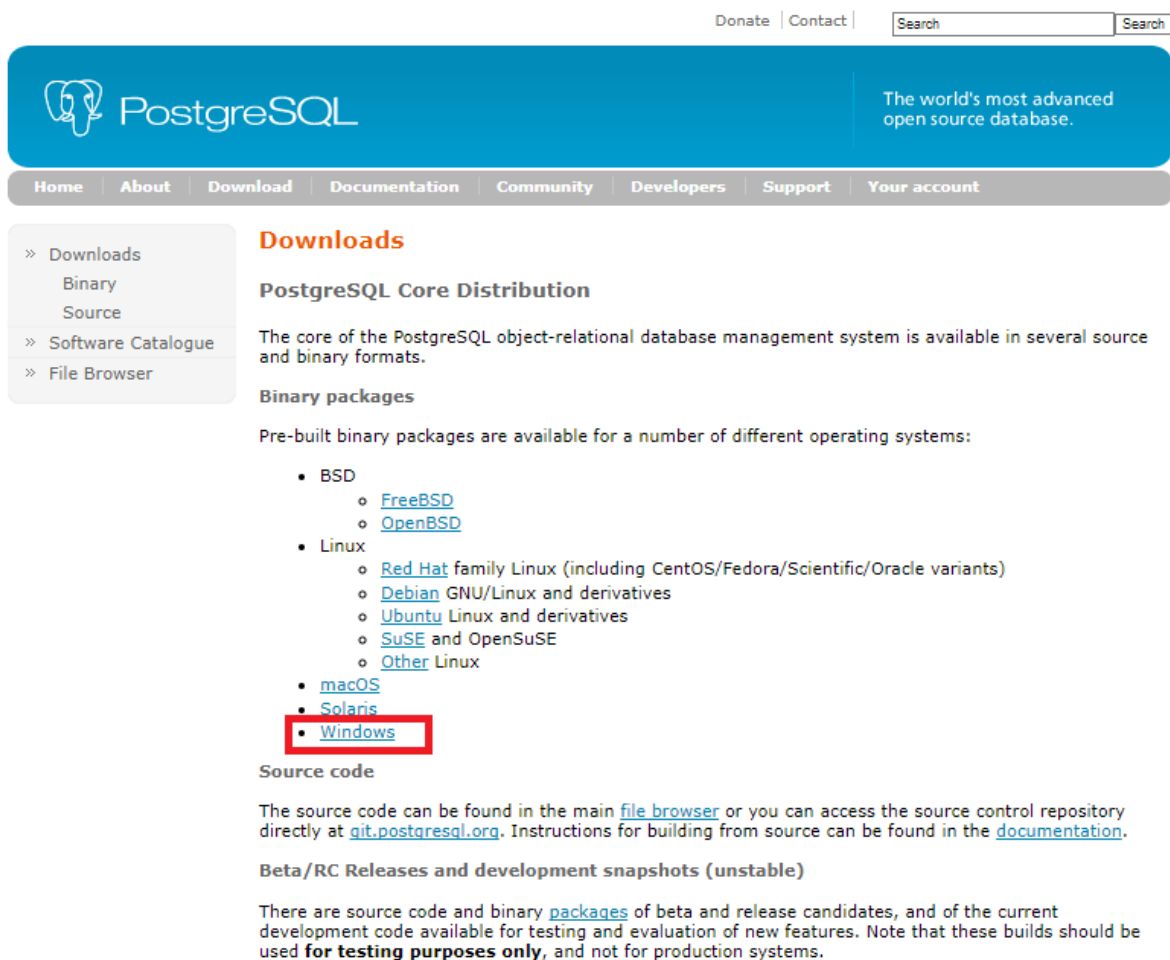 Donate Contact Search Search
PostgreSQL
The world's most advanced
open source database.
Home About Download Documentation Community Developers Support Your account
» Downloads
Binary
Source
» Software Catalogue
» File Browser
Downloads
PostgreSQL Core Distribution
The core of the PostgreSQL object-relational database management system is available in several source
and binary formats.
Binary packages
Pre-built binary packages are available for a number of different operating systems:
• BSD
o FreeBSD
o OpenBSD
• Linux
o Red Hat family Linux (including CentOS/Fedora/Scientific/Oracle variants)
o Debian GNU/Linux and derivatives
o Ubuntu Linux and derivatives
o SuSE and OpenSuSE
o Other Linux
• macOS
• Solaris
• Windows
Source code
The source code can be found in the main file browser or you can access the source control repository
directly at git.postgresql.org. Instructions for building from source can be found in the documentation.
Beta/RC Releases and development snapshots (unstable)
There are source code and binary packages of beta and release candidates, and of the current
development code available for testing and evaluation of new features. Note that these builds should be
used for testing purposes only, and not for production systems.